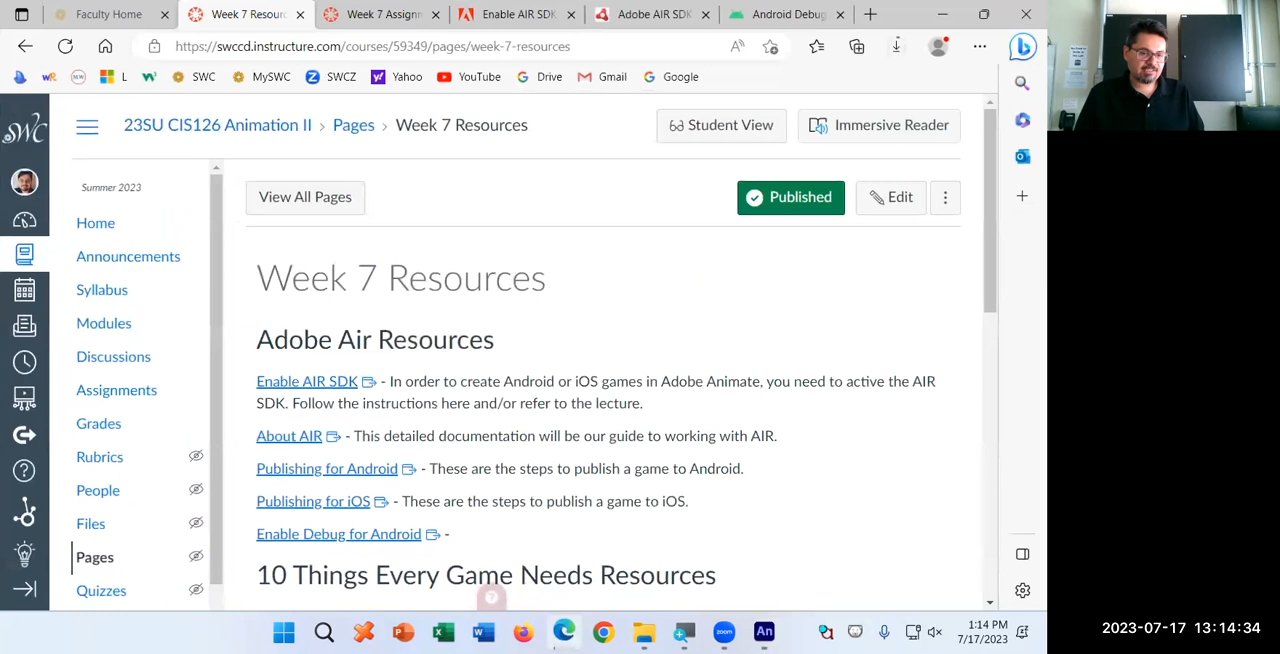 Faculty Home
Week 7 Resourc
Week 7 Assignm
Enable AIR SDK
Adobe AIR SDK
Android Debug
https://swccd.instructure.com/courses/59349/pages/week-7-resources
L
SWC
MySWC
SWCZ
Yahoo
YouTube
Drive
Gmail
Google
SWC
23SU CIS126 Animation II › Pages › Week 7 Resources
Student View
Immersive Reader
Summer 2023
Home
Announcements
Syllabus
Modules
Discussions
Assignments
Grades
Rubrics
People
Files
Pages
Quizzes
View All Pages
Published
Edit
Week 7 Resources
Adobe Air Resources
Enable AIR SDK - In order to create Android or iOS games in Adobe Animate, you need to active the AIR
SDK. Follow the instructions here and/or refer to the lecture.
About AIR - This detailed documentation will be our guide to working with AIR.
Publishing for Android - These are the steps to publish a game to Android.
Publishing for iOS - These are the steps to publish a game to iOS.
Enable Debug for Android -
10 Things Every Game Needs Resources
zoom
An
1:14 PM
7/17/2023
2023-07-17 13:14:34